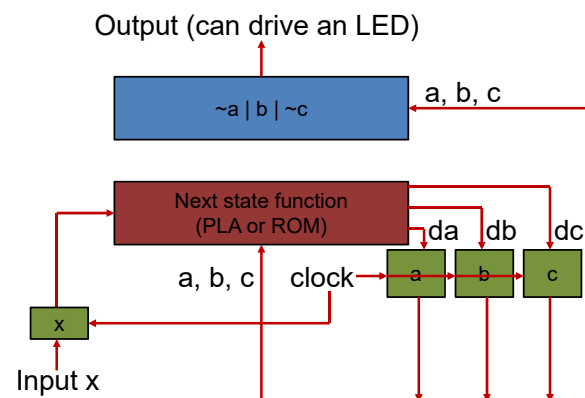 Output (can drive an LED)
~a | b | ~c
a, b, c
Next state function
(PLA or ROM)
da
db
dc
a, b, c
clock
a
b
c
x
Input x